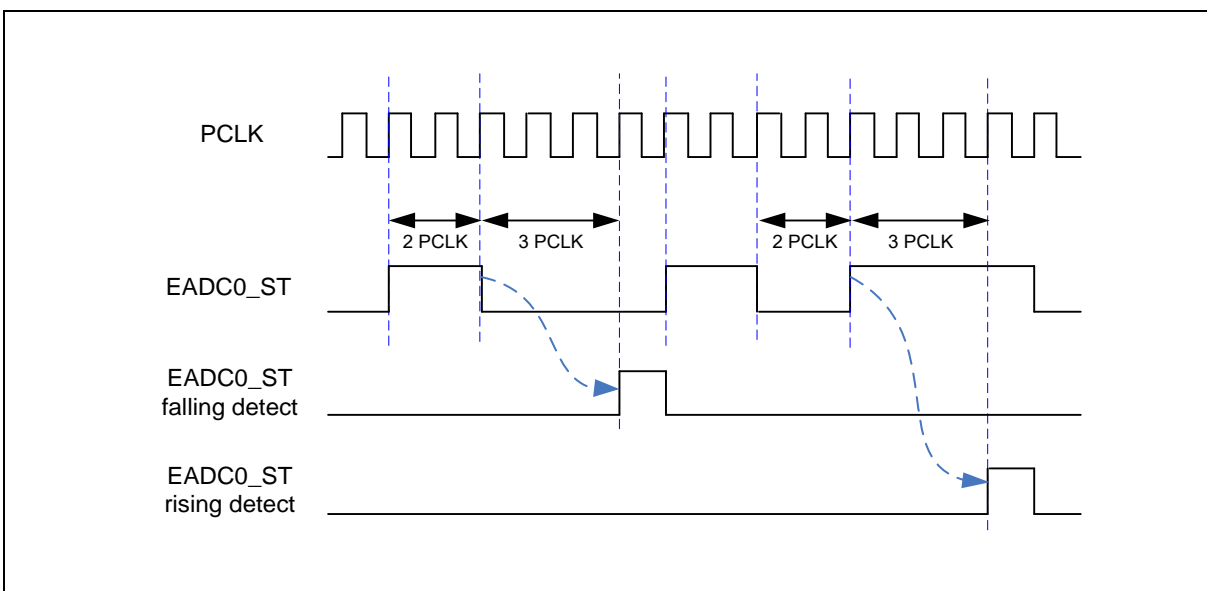 PCLK
2 PCLK
3 PCLK
2 PCLK
3 PCLK
EADC0_ST
EADC0_ST
falling detect
EADC0_ST
rising detect